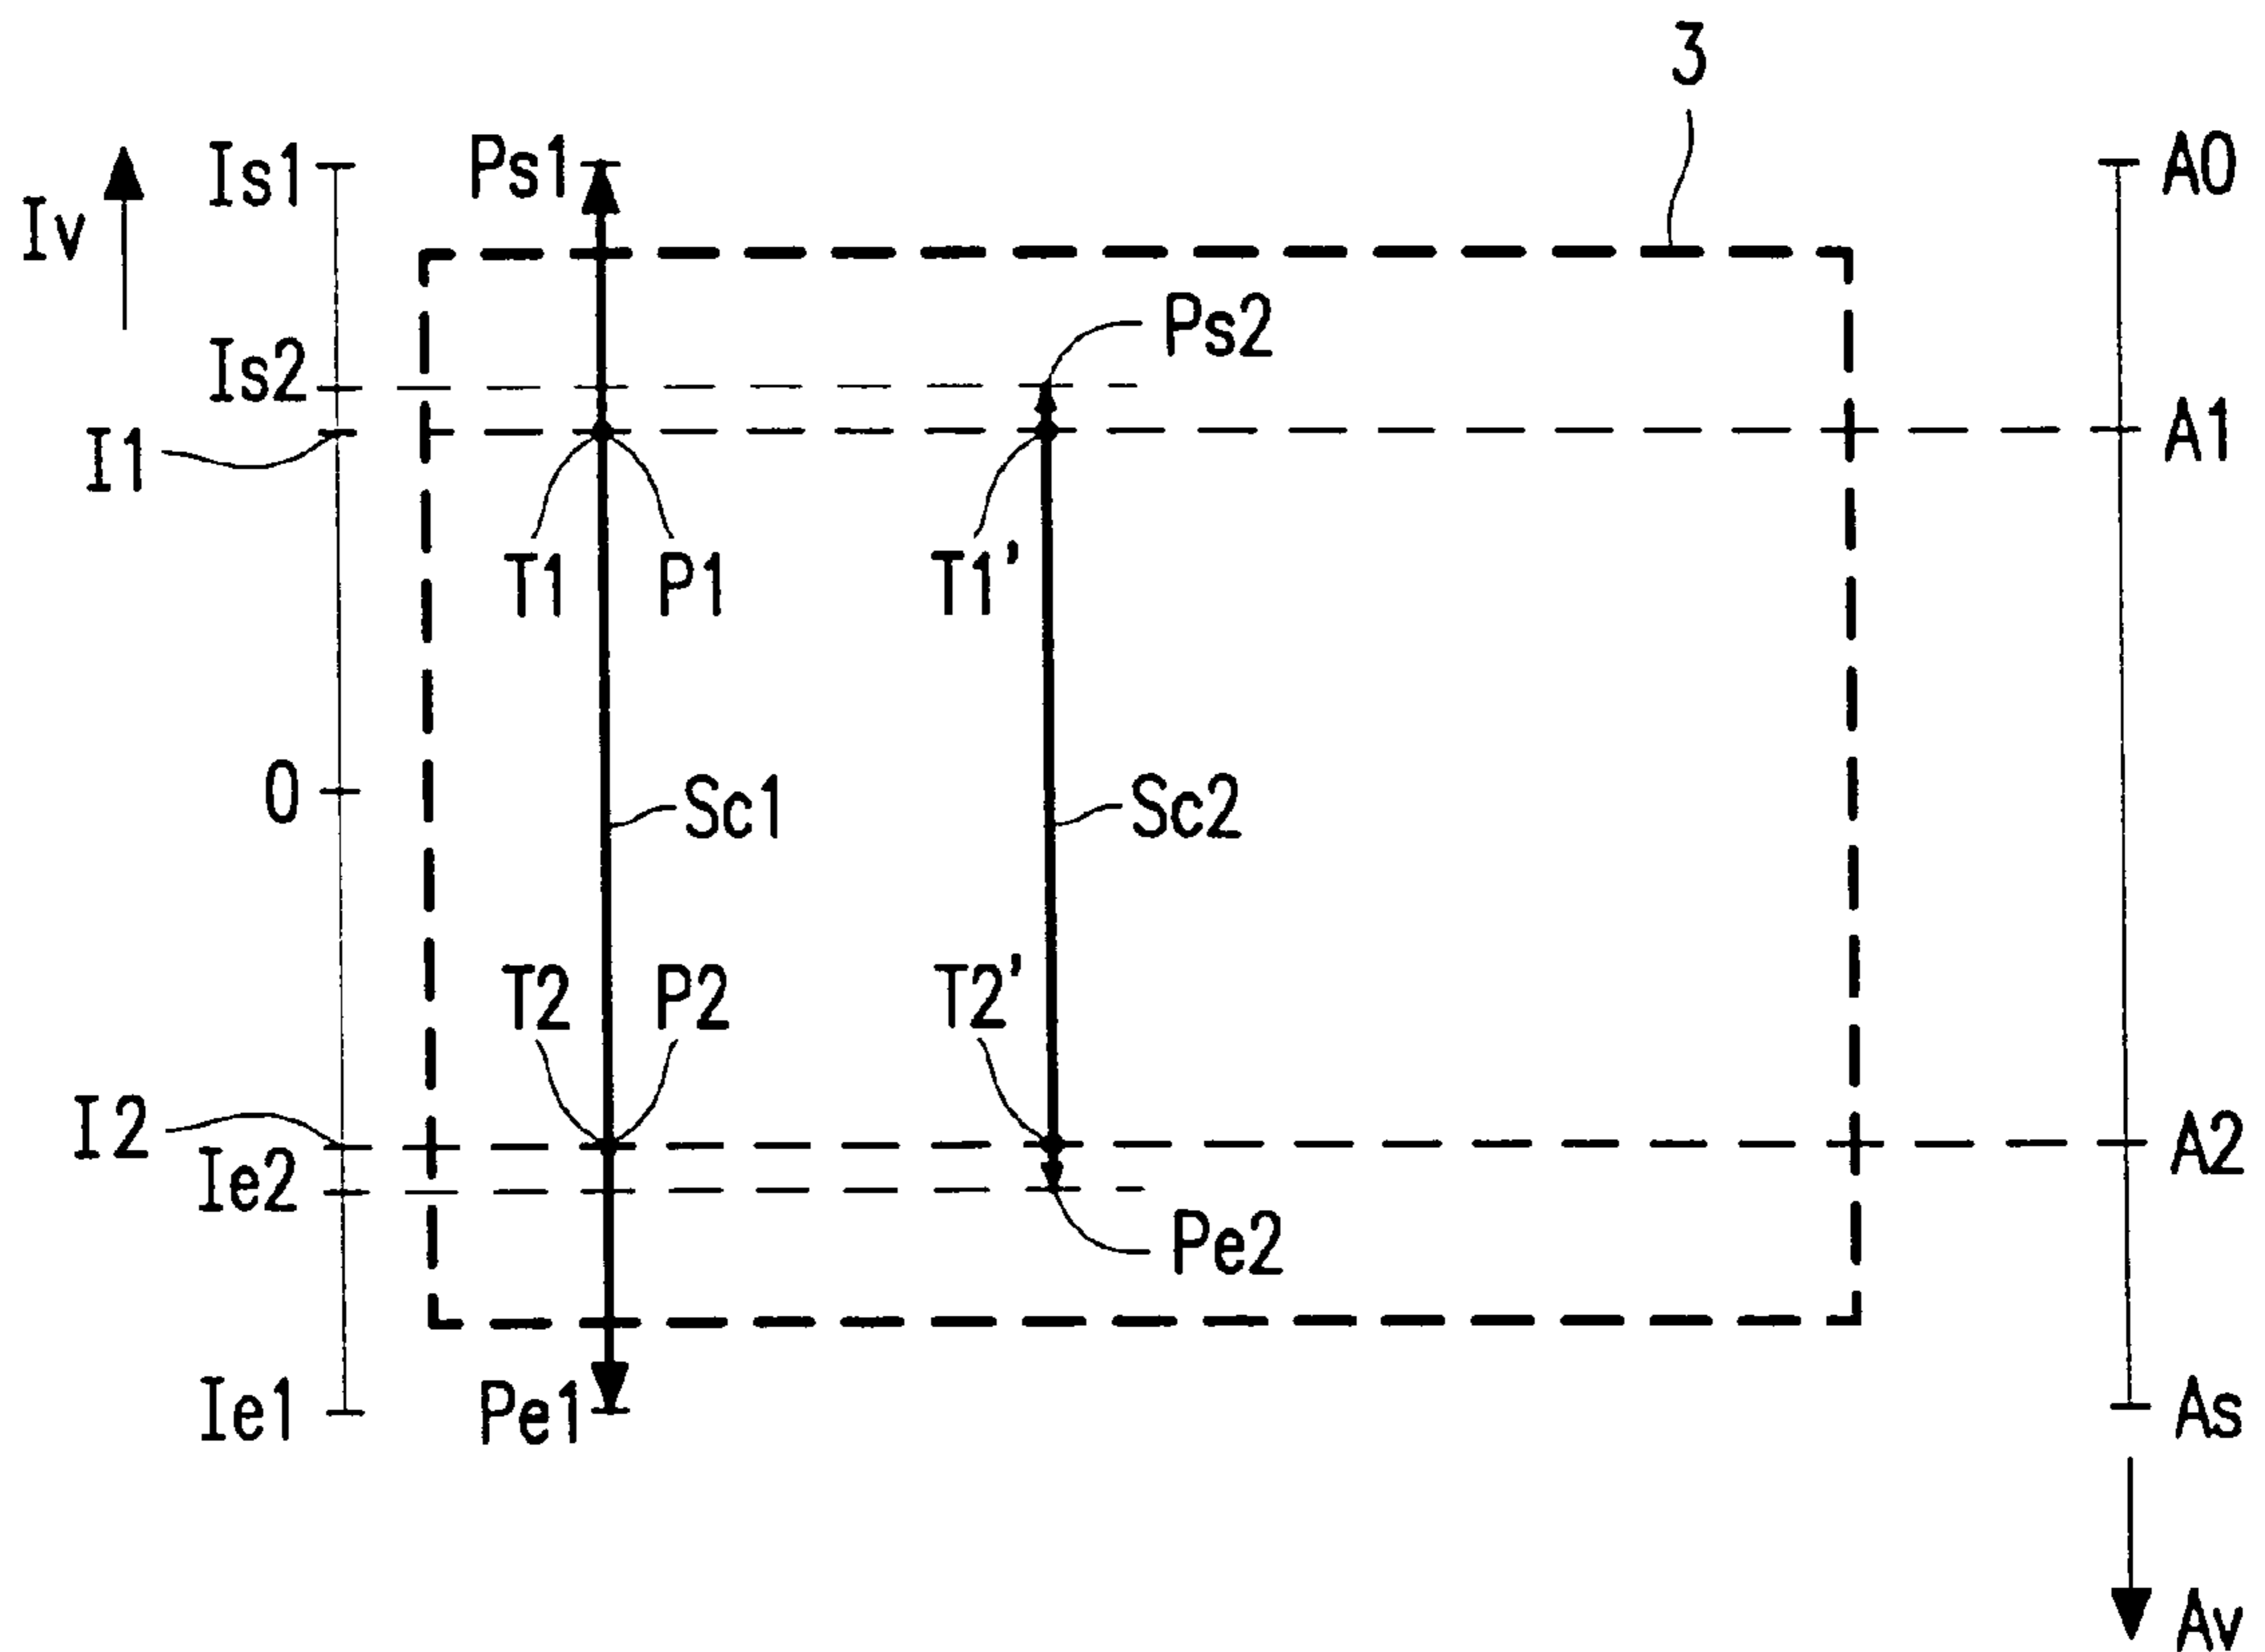 3
Is1
Ps1
A0
Iv
Ps2
Is2
I1
A1
T1
P1
T1'
0
Sc1
Sc2
T2
P2
T2'
I2
A2
Ie2
Pe2
Ie1
Pe1
As
Av